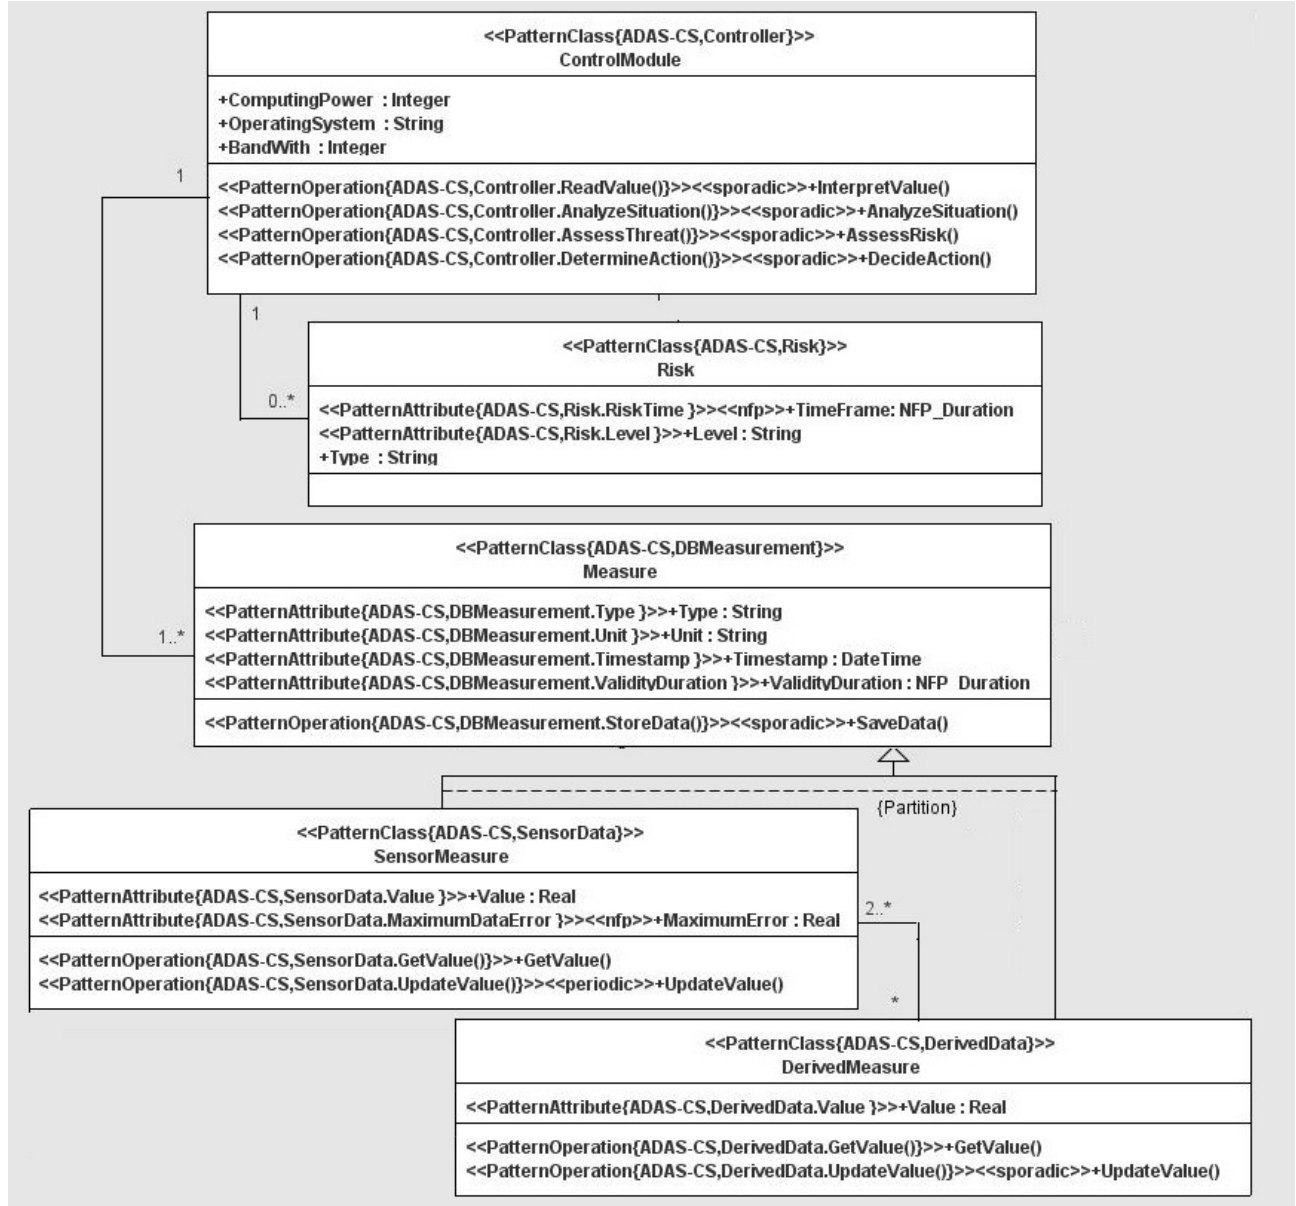 <<PatternClass{ADAS-CS,Controller}>>
ControlModule
+ComputingPower : Integer
+OperatingSystem : String
+BandWith : Integer
1
<<PatternOperation{ADAS-CS,Controller.ReadValue()}>><<sporadic>>+InterpretValue()
<<PatternOperation{ADAS-CS,Controller.AnalyzeSituation()}>><<sporadic>>+AnalyzeSituation()
<<PatternOperation{ADAS-CS,Controller.AssessThreat()}>><<sporadic>>+AssessRisk()
<<PatternOperation{ADAS-CS,Controller.DetermineAction()}>><<sporadic>>+DecideAction()
1
<<PatternClass{ADAS-CS,Risk}>>
Risk
0..*
<<PatternAttribute{ADAS-CS,Risk.RiskTime }>><<nfp>>+TimeFrame: NFP_Duration
<<PatternAttribute{ADAS-CS,Risk.Level }>>+Level : String
+Type : String
<<PatternClass{ADAS-CS,DBMeasurement}>>
Measure
<<PatternAttribute{ADAS-CS,DBMeasurement.Type }>>+Type : String
<<PatternAttribute{ADAS-CS,DBMeasurement.Unit }>>+Unit : String
1..*
<<PatternAttribute{ADAS-CS,DBMeasurement.Timestamp }>>+Timestamp : DateTime
<<PatternAttribute{ADAS-CS,DBMeasurement.ValidityDuration }>>+ValidityDuration : NFP_Duration
<<PatternOperation{ADAS-CS,DBMeasurement.StoreData()}>><<sporadic>>+SaveData()
{Partition}
<<PatternClass{ADAS-CS,SensorData}>>
SensorMeasure
<<PatternAttribute{ADAS-CS,SensorData.Value }>>+Value : Real
<<PatternAttribute{ADAS-CS,SensorData.MaximumDataError }>><<nfp>>+MaximumError : Real
2..*
<<PatternOperation{ADAS-CS,SensorData.GetValue()}>>+GetValue()
<<PatternOperation{ADAS-CS,SensorData.UpdateValue()}>><<periodic>>+UpdateValue()
*
<<PatternClass{ADAS-CS,DerivedData}>>
DerivedMeasure
<<PatternAttribute{ADAS-CS,DerivedData.Value }>>+Value : Real
<<PatternOperation{ADAS-CS,DerivedData.GetValue()}>>+GetValue()
<<PatternOperation{ADAS-CS,DerivedData.UpdateValue()}>><<sporadic>>+UpdateValue()